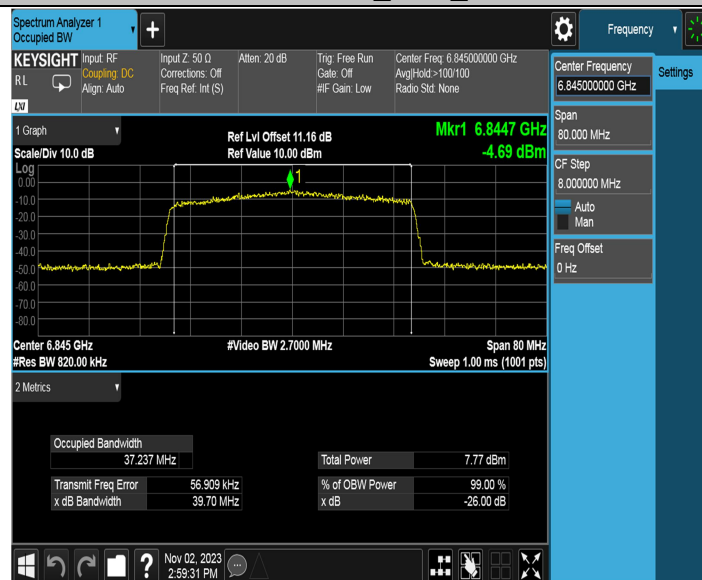 Spectrum Analyzer 1
Occupied BW
Frequency
KEYSIGHT
R L
LXI
Input: RF
Coupling: DC
Align: Auto
Input Z: 50 Ω
Corrections: Off
Freq Ref: Int (S)
Atten: 20 dB
Trig: Free Run
Gate: Off
#IF Gain: Low
Center Freq: 6.845000000 GHz
Avg|Hold:>100/100
Radio Std: None
Center Frequency
6.845000000 GHz
Settings
Span
80.000 MHz
CF Step
8.000000 MHz
Auto
Man
Freq Offset
0 Hz
1 Graph
Scale/Div 10.0 dB
Ref Lvl Offset 11.16 dB
Ref Value 10.00 dBm
Mkr1 6.8447 GHz
-4.69 dBm
Log
1
0.00
-10.0
-20.0
-30.0
-40.0
-50.0
-60.0
-70.0
-80.0
Center 6.845 GHz
#Video BW 2.7000 MHz
Span 80 MHz
#Res BW 820.00 kHz
Sweep 1.00 ms (1001 pts)
2 Metrics
Occupied Bandwidth
37.237 MHz
Total Power 7.77 dBm
Transmit Freq Error 56.909 kHz
% of OBW Power 99.00 %
x dB Bandwidth 39.70 MHz
x dB -26.00 dB
?
Nov 02, 2023
2:59:31 PM